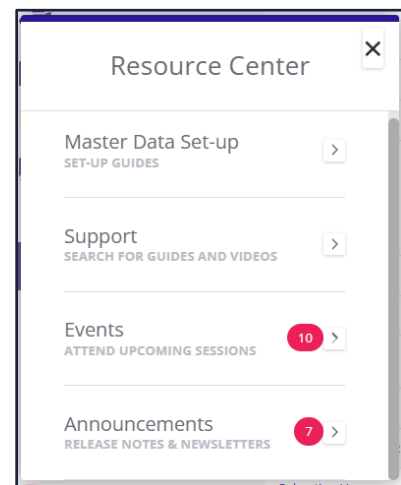 Resource Center
Master Data Set-up
SET-UP GUIDES
Support
SEARCH FOR GUIDES AND VIDEOS
Events
10
ATTEND UPCOMING SESSIONS
Announcements
7
RELEASE NOTES & NEWSLETTERS